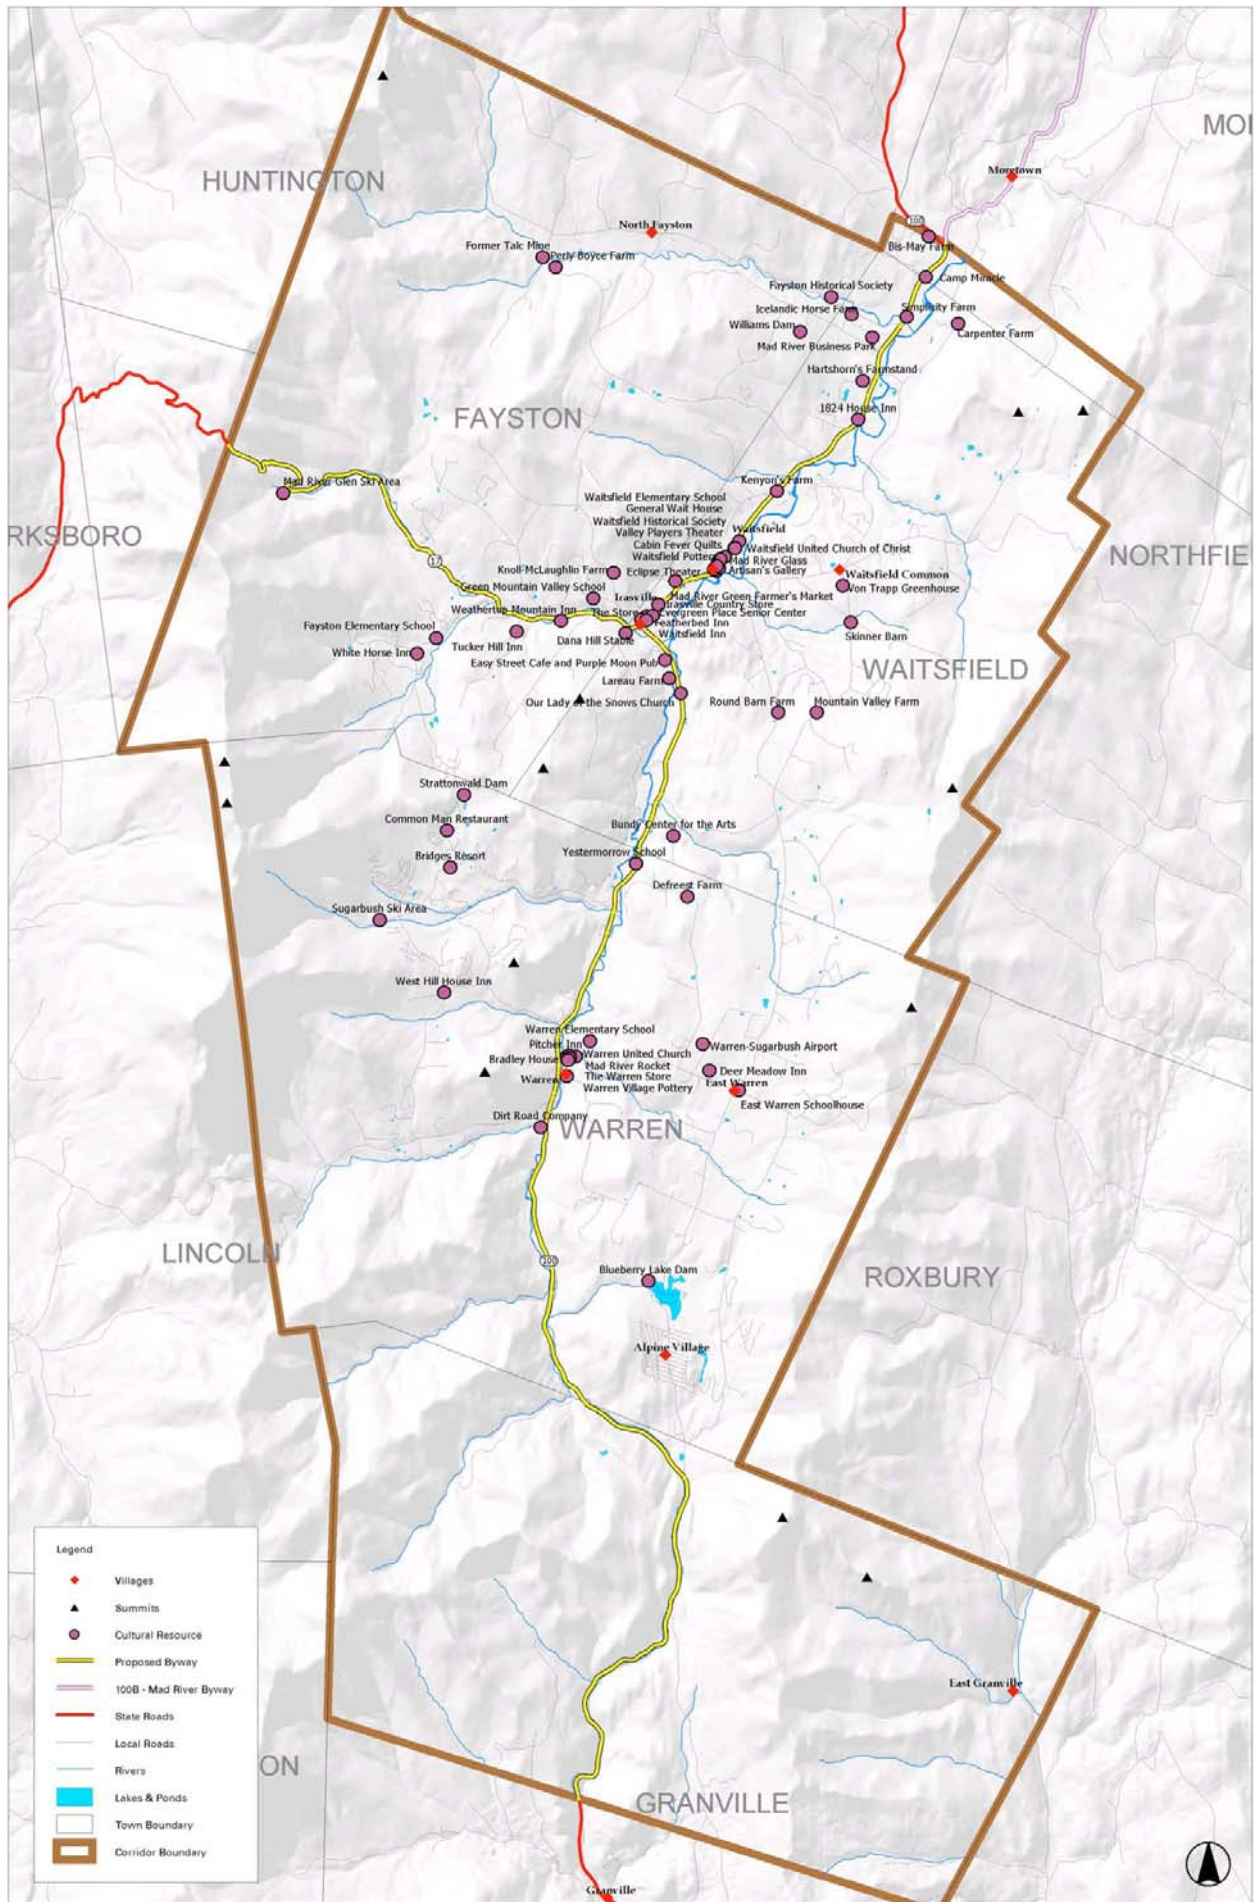 MOI
HUNTINGTON
Moretown
North Fayston
100
Bis-May Farm
Former Talc Mine
Perly Boyce Farm
Camp Miracle
Fayston Historical Society
Icelandic Horse Farm
Simplicity Farm
Williams Dam
Carpenter Farm
Mad River Business Park
Hartshorn's Farmstand
1824 House Inn
FAYSTON
Mad River Glen Ski Area
Kenyon's Farm
Waitsfield Elementary School
General Wait House
Waitsfield Historical Society
Waitsfield
Valley Players Theater
Cabin Fever Quilts
Waitsfield United Church of Christ
Waitsfield Pottery
Mad River Glass
RKSBORO
NORTHFIE
17
Knoll-McLaughlin Farm
Eclipse Theater
Artisan's Gallery
Waitsfield Common
Green Mountain Valley School
Von Trapp Greenhouse
Irasville
Mad River Green Farmer's Market
Irasville Country Store
Weathertop Mountain Inn
The Store
Evergreen Place Senior Center
Featherbed Inn
Fayston Elementary School
Tucker Hill Inn
Dana Hill Stable
Waitsfield Inn
Skinner Barn
White Horse Inn
Easy Street Cafe and Purple Moon Pub
WAITSFIELD
Lareau Farm
Our Lady of the Snows Church
Round Barn Farm
Mountain Valley Farm
Strattonwald Dam
Common Man Restaurant
Bundy Center for the Arts
Bridges Resort
Yestermorrow School
Defreest Farm
Sugarbush Ski Area
West Hill House Inn
Warren Elementary School
Pitcher Inn
Warren-Sugarbush Airport
Bradley House
Warren United Church
Mad River Rocket
Deer Meadow Inn
Warren
The Warren Store
East Warren
Warren Village Pottery
East Warren Schoolhouse
Dirt Road Company
WARREN
LINCOLN
100
Blueberry Lake Dam
ROXBURY
Alpine Village
East Granville
ON
GRANVILLE
Granville
Legend
Villages
Summits
Cultural Resource
Proposed Byway
100B - Mad River Byway
State Roads
Local Roads
Rivers
Lakes & Ponds
Town Boundary
Corridor Boundary